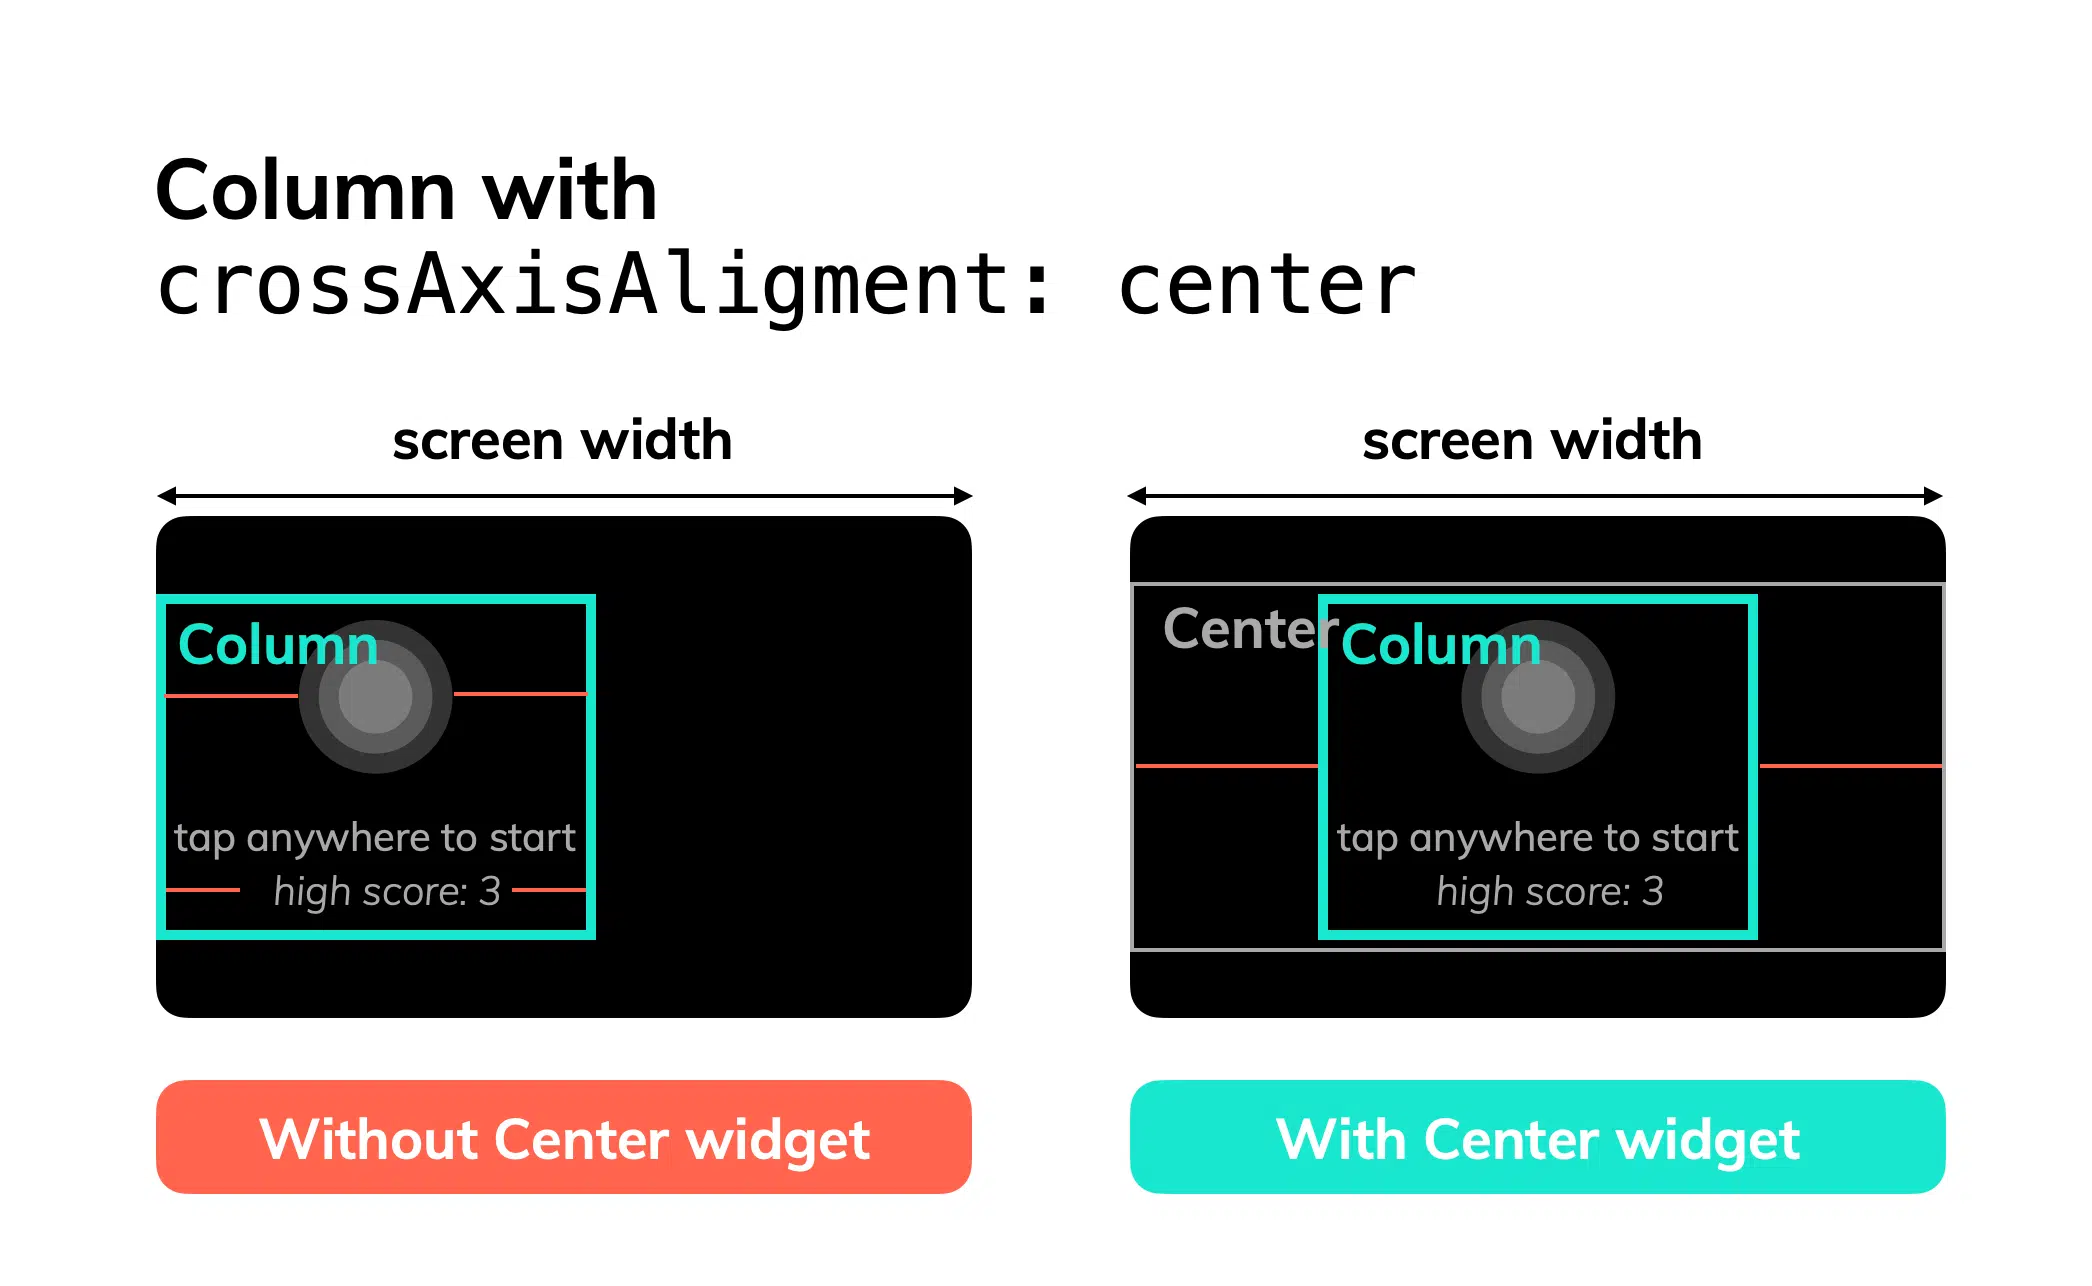 Column with
crossAxisAligment: center
screen width
Column
tap anywhere to start
high score: 3
Without Center widget
screen width
Center
Column
tap anywhere to start
high score: 3
With Center widget